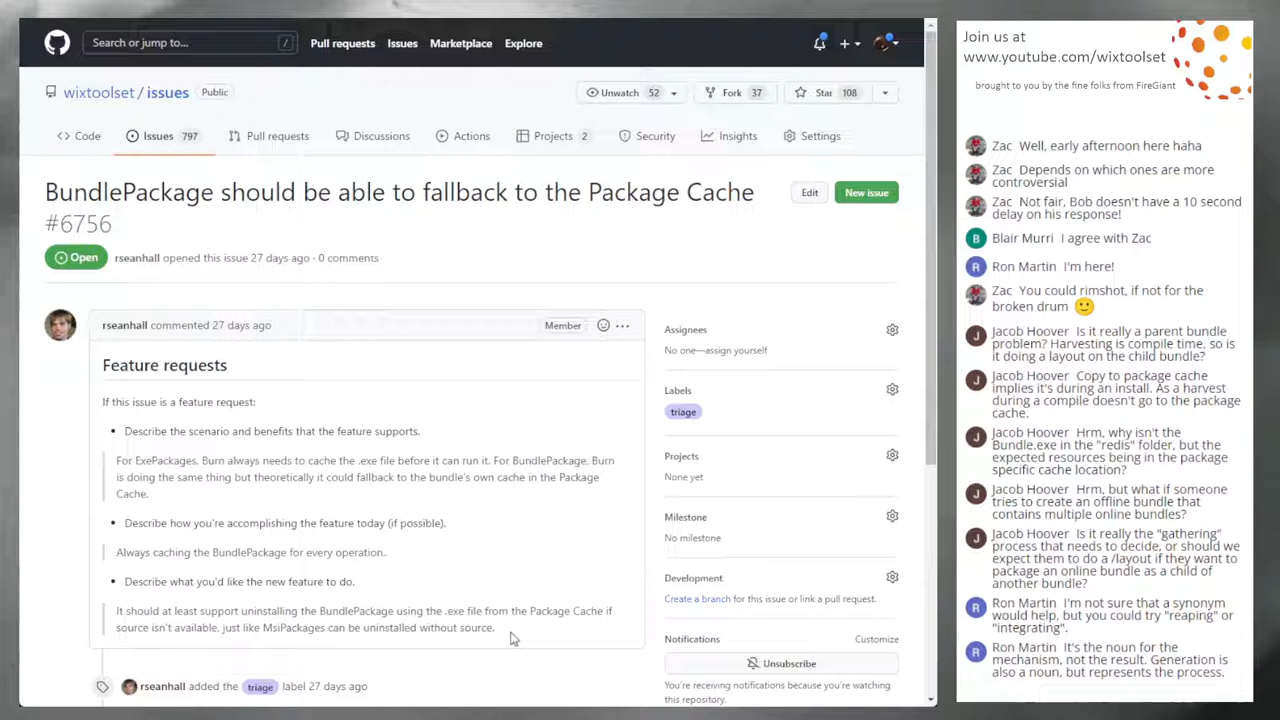 Search or jump to...
/
Pull requests
Issues
Marketplace
Explore
wixtoolset / issues
Public
Unwatch 52
Fork 37
Star 108
Code
Issues 797
Pull requests
Discussions
Actions
Projects 2
Security
Insights
Settings
BundlePackage should be able to fallback to the Package Cache
#6756
Edit
New issue
Open
rseanhall opened this issue 27 days ago · 0 comments
rseanhall commented 27 days ago
Member
Feature requests
If this issue is a feature request:
• Describe the scenario and benefits that the feature supports.
For ExePackages, Burn always needs to cache the .exe file before it can run it. For BundlePackage, Burn
is doing the same thing but theoretically it could fallback to the bundle's own cache in the Package
Cache.
• Describe how you're accomplishing the feature today (if possible).
Always caching the BundlePackage for every operation.
• Describe what you'd like the new feature to do.
It should at least support uninstalling the BundlePackage using the .exe file from the Package Cache if
source isn't available, just like MsiPackages can be uninstalled without source.
rseanhall added the triage label 27 days ago
Assignees
No one—assign yourself
Labels
triage
Projects
None yet
Milestone
No milestone
Development
Create a branch for this issue or link a pull request.
Notifications
Customize
Unsubscribe
You're receiving notifications because you're watching
this repository.
Join us at
www.youtube.com/wixtoolset
brought to you by the fine folks from FireGiant
Zac Well, early afternoon here haha
Zac Depends on which ones are more
controversial
Zac Not fair, Bob doesn't have a 10 second
delay on his response!
B
Blair Murri I agree with Zac
R
Ron Martin I'm here!
Zac You could rimshot, if not for the
broken drum 🙂
J
Jacob Hoover Is it really a parent bundle
problem? Harvesting is compile time, so is
it doing a layout on the child bundle?
J
Jacob Hoover Copy to package cache
implies it's during an install. As a harvest
during a compile doesn't go to the package
cache.
J
Jacob Hoover Hrm, why isn't the
Bundle.exe in the "redis" folder, but the
expected resources being in the package
specific cache location?
J
Jacob Hoover Hrm, but what if someone
tries to create an offline bundle that
contains multiple online bundles?
J
Jacob Hoover Is it really the "gathering"
process that needs to decide, or should we
expect them to do a /layout if they want to
package an online bundle as a child of
another bundle?
R
Ron Martin I'm not sure that a synonym
would help, but you could try "reaping" or
"integrating".
R
Ron Martin It's the noun for the
mechanism, not the result. Generation is
also a noun, but represents the process.